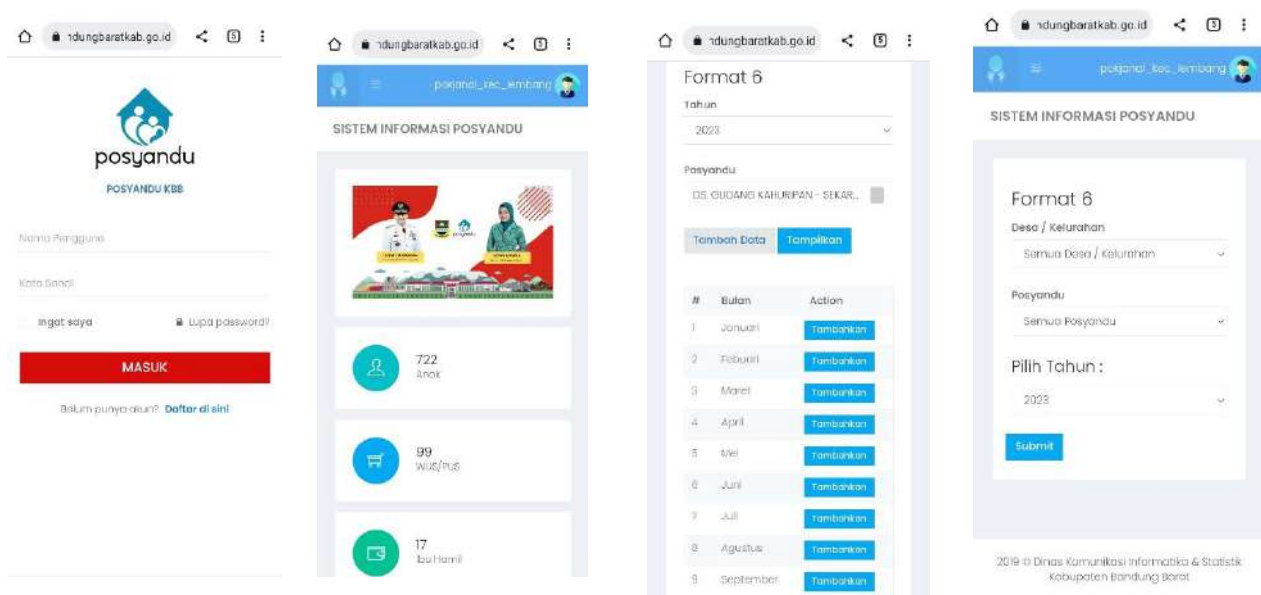 ndungbaratkab.go.id
5
posyandu
POSYANDU KBB
Nama Pengguna
Kata Sandi
Ingat saya
Lupa password?
MASUK
Belum punya akun? Daftar di sini
ndungbaratkab.go.id
5
pokjanal_kec_lembang
SISTEM INFORMASI POSYANDU
posyandu
722
Anak
99
WUS/PUS
17
Ibu Hamil
ndungbaratkab.go.id
5
Format 6
Tahun
2023
Posyandu
DS. GUDANG KAHURIPAN - SEKAR...
Tambah Data
Tampilkan
# Bulan Action
1 Januari Tambahkan
2 Febuari Tambahkan
3 Maret Tambahkan
4 April Tambahkan
5 Mei Tambahkan
6 Juni Tambahkan
7 Juli Tambahkan
8 Agustus Tambahkan
9 September Tambahkan
ndungbaratkab.go.id
5
pokjanal_kec_lembang
SISTEM INFORMASI POSYANDU
Format 6
Desa / Kelurahan
Semua Desa / Kelurahan
Posyandu
Semua Posyandu
Pilih Tahun :
2023
Submit
2019 © Dinas Komunikasi Informatika & Statistik
Kabupaten Bandung Barat